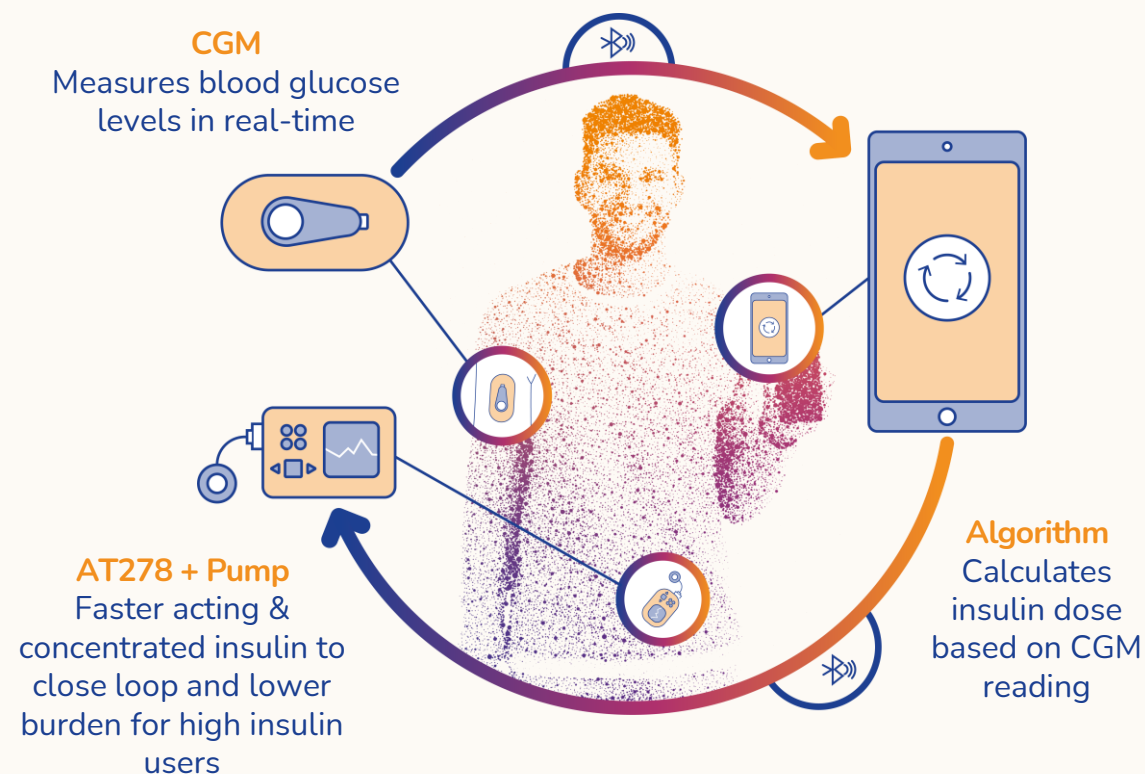 CGM
Measures blood glucose
levels in real-time
Algorithm
Calculates
insulin dose
based on CGM
reading
AT278 + Pump
Faster acting &
concentrated insulin to
close loop and lower
burden for high insulin
users